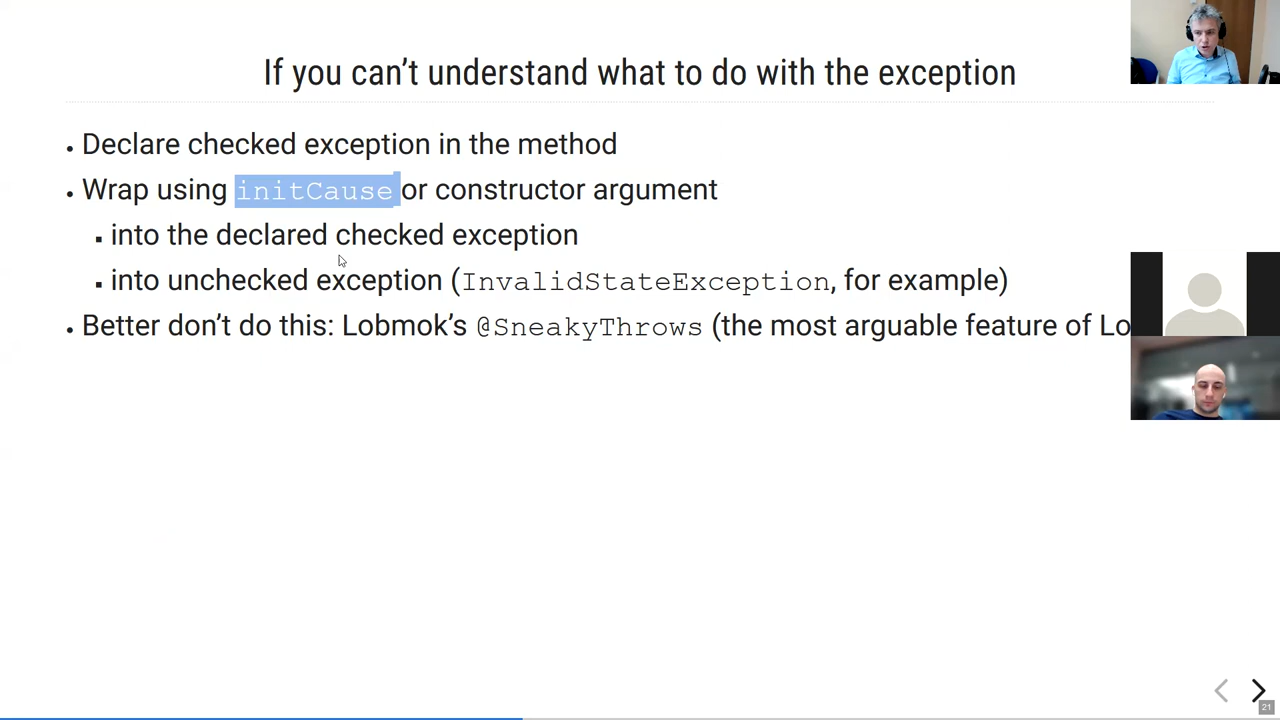 If you can't understand what to do with the exception
• Declare checked exception in the method
• Wrap using initCause or constructor argument
▪ into the declared checked exception
▪ into unchecked exception (InvalidStateException, for example)
• Better don't do this: Lobmok's @SneakyThrows (the most arguable feature of Lo
21